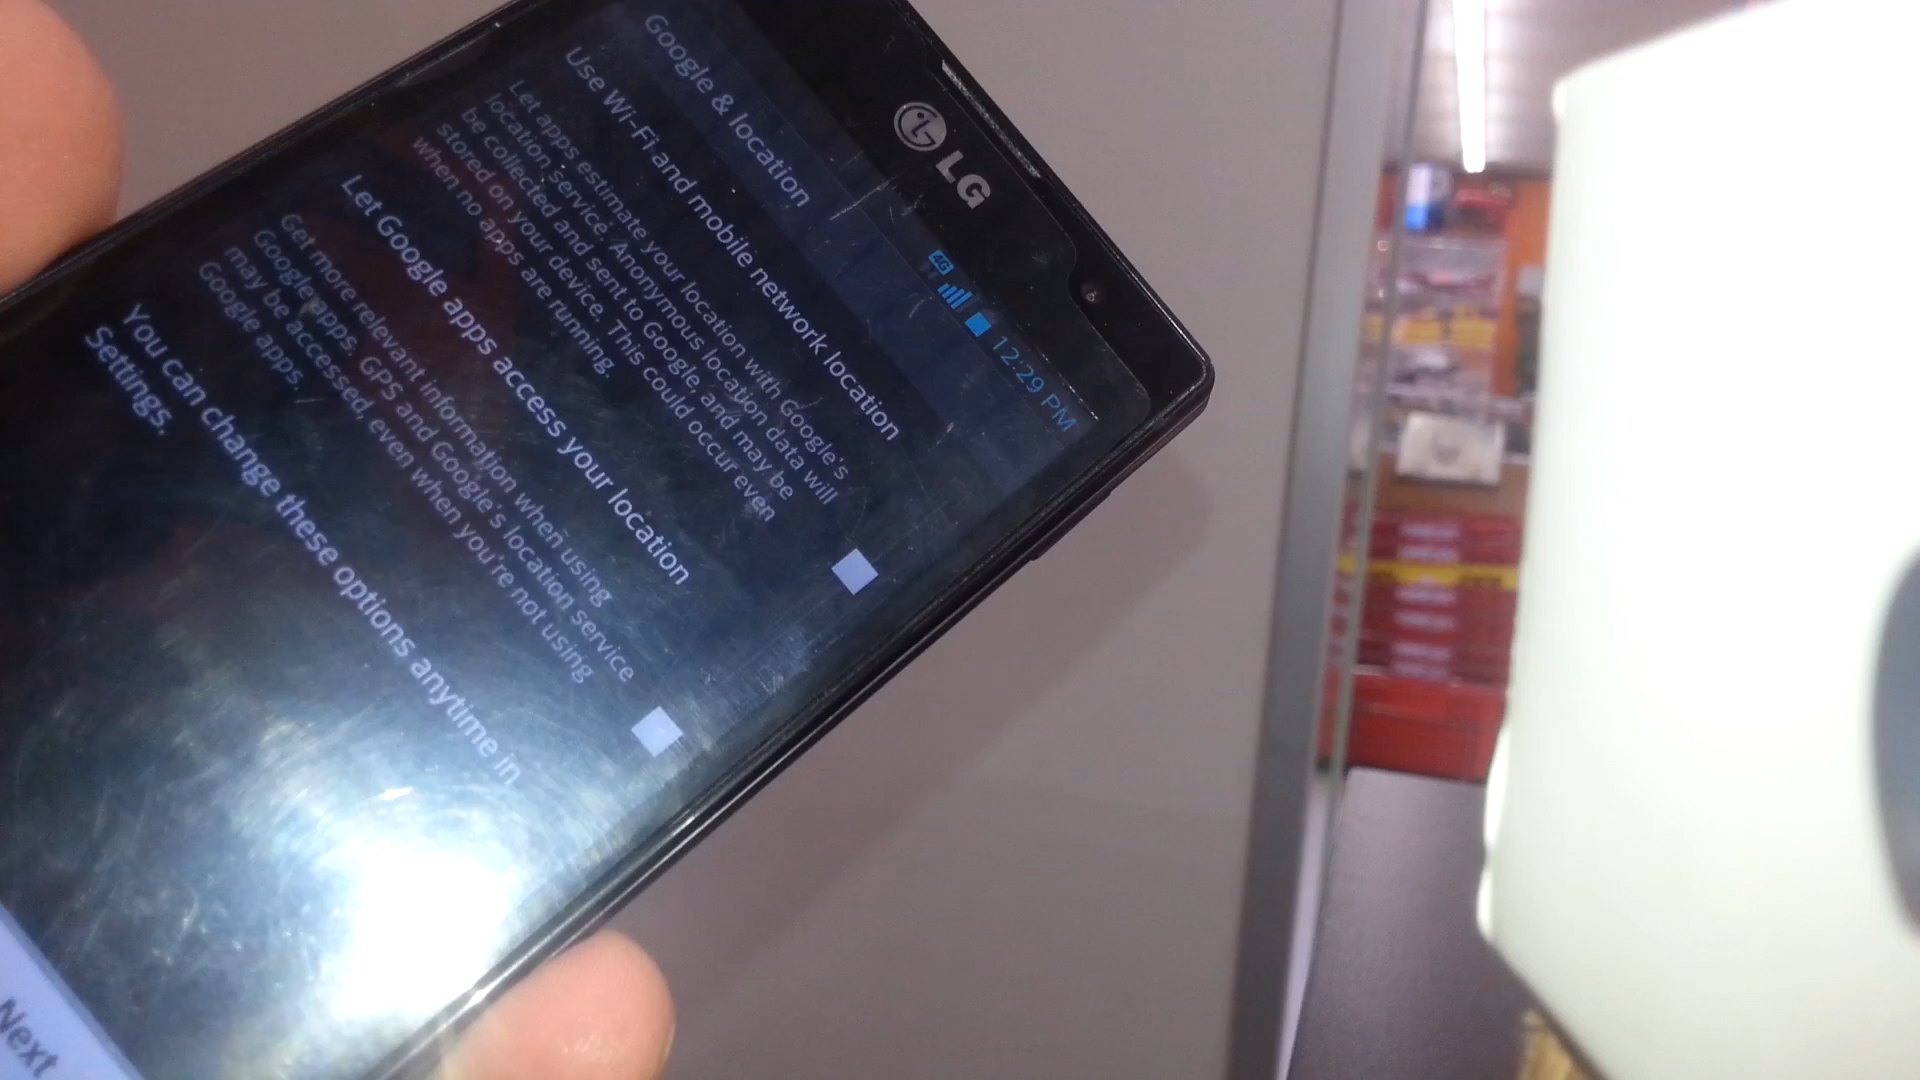 LG
4G
12:29 PM
Google & location
Use Wi-Fi and mobile network location
Let apps estimate your location with Google's
location service. Anonymous location data will
be collected and sent to Google, and may be
stored on your device. This could occur even
when no apps are running.
Let Google apps access your location
Get more relevant information when using
Google apps. GPS and Google's location service
may be accessed, even when you're not using
Google apps.
You can change these options anytime in
Settings.
Next